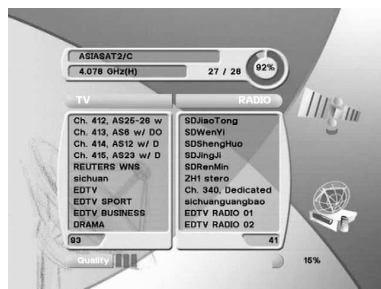 ASIASAT2/C
4.078 GHz(H) 27 / 28 92%
TV RADIO
Ch. 412, AS25-26 w
Ch. 413, AS6 w/ DO
Ch. 414, AS12 w/ D
Ch. 415, AS23 w/ D
REUTERS WNS
sichuan
EDTV
EDTV SPORT
EDTV BUSINESS
DRAMA
93
SDJiaoTong
SDWenYi
SDShengHuo
SDJingJi
SDRenMin
2H1 stero
Ch. 340, Dedicated
sichuanguangbao
EDTV RADIO 01
EDTV RADIO 02
41
Quality 15%